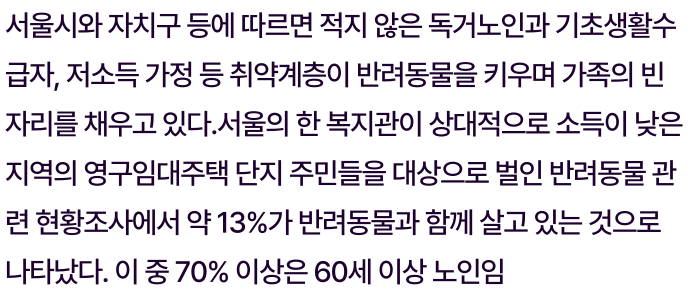 서울시와 자치구 등에 따르면 적지 않은 독거노인과 기초생활수
급자, 저소득 가정 등 취약계층이 반려동물을 키우며 가족의 빈
자리를 채우고 있다.서울의 한 복지관이 상대적으로 소득이 낮은
지역의 영구임대주택 단지 주민들을 대상으로 벌인 반려동물 관
련 현황조사에서 약 13%가 반려동물과 함께 살고 있는 것으로
나타났다. 이 중 70% 이상은 60세 이상 노인임